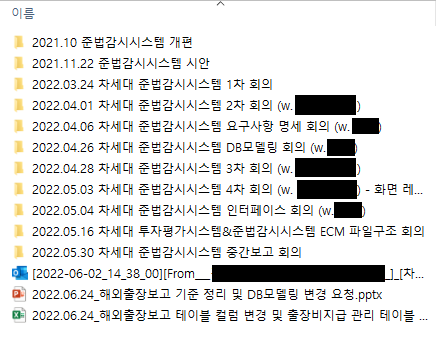 이름
2021.10 준법감시시스템 개편
2021.11.22 준법감시시스템 시안
2022.03.24 차세대 준법감시시스템 1차 회의
2022.04.01 차세대 준법감시시스템 2차 회의 (w. )
2022.04.06 차세대 준법감시시스템 요구사항 명세 회의 (w. )
2022.04.26 차세대 준법감시시스템 DB모델링 회의 (w. )
2022.04.28 차세대 준법감시시스템 3차 회의 (w. )
2022.05.03 차세대 준법감시시스템 4차 회의 (w. ) - 화면 레...
2022.05.04 차세대 준법감시시스템 인터페이스 회의 (w. )
2022.05.16 차세대 투자평가시스템&준법감시시스템 ECM 파일구조 회의
2022.05.30 차세대 준법감시시스템 중간보고 회의
[2022-06-02_14_38_00][From___ _]_[차...
2022.06.24_해외출장보고 기준 정리 및 DB모델링 변경 요청.pptx
2022.06.24_해외출장보고 테이블 컬럼 변경 및 출장비지급 관리 테이블 ...